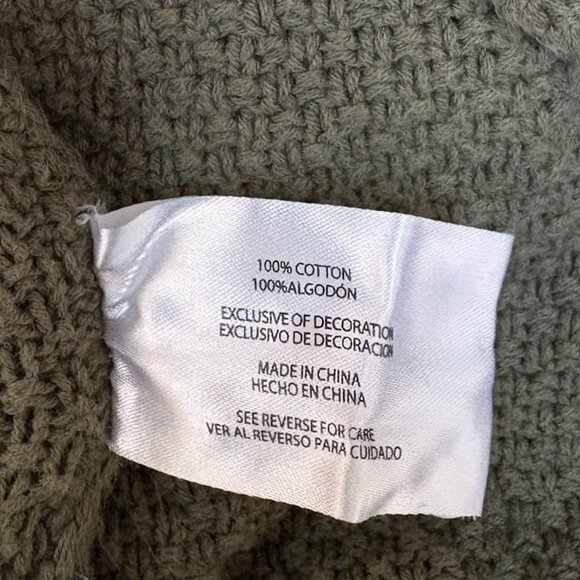 100% COTTON
100%ALGODÓN
EXCLUSIVE OF DECORATION
EXCLUSIVO DE DECORACION
MADE IN CHINA
HECHO EN CHINA
SEE REVERSE FOR CARE
VER AL REVERSO PARA CUIDADO